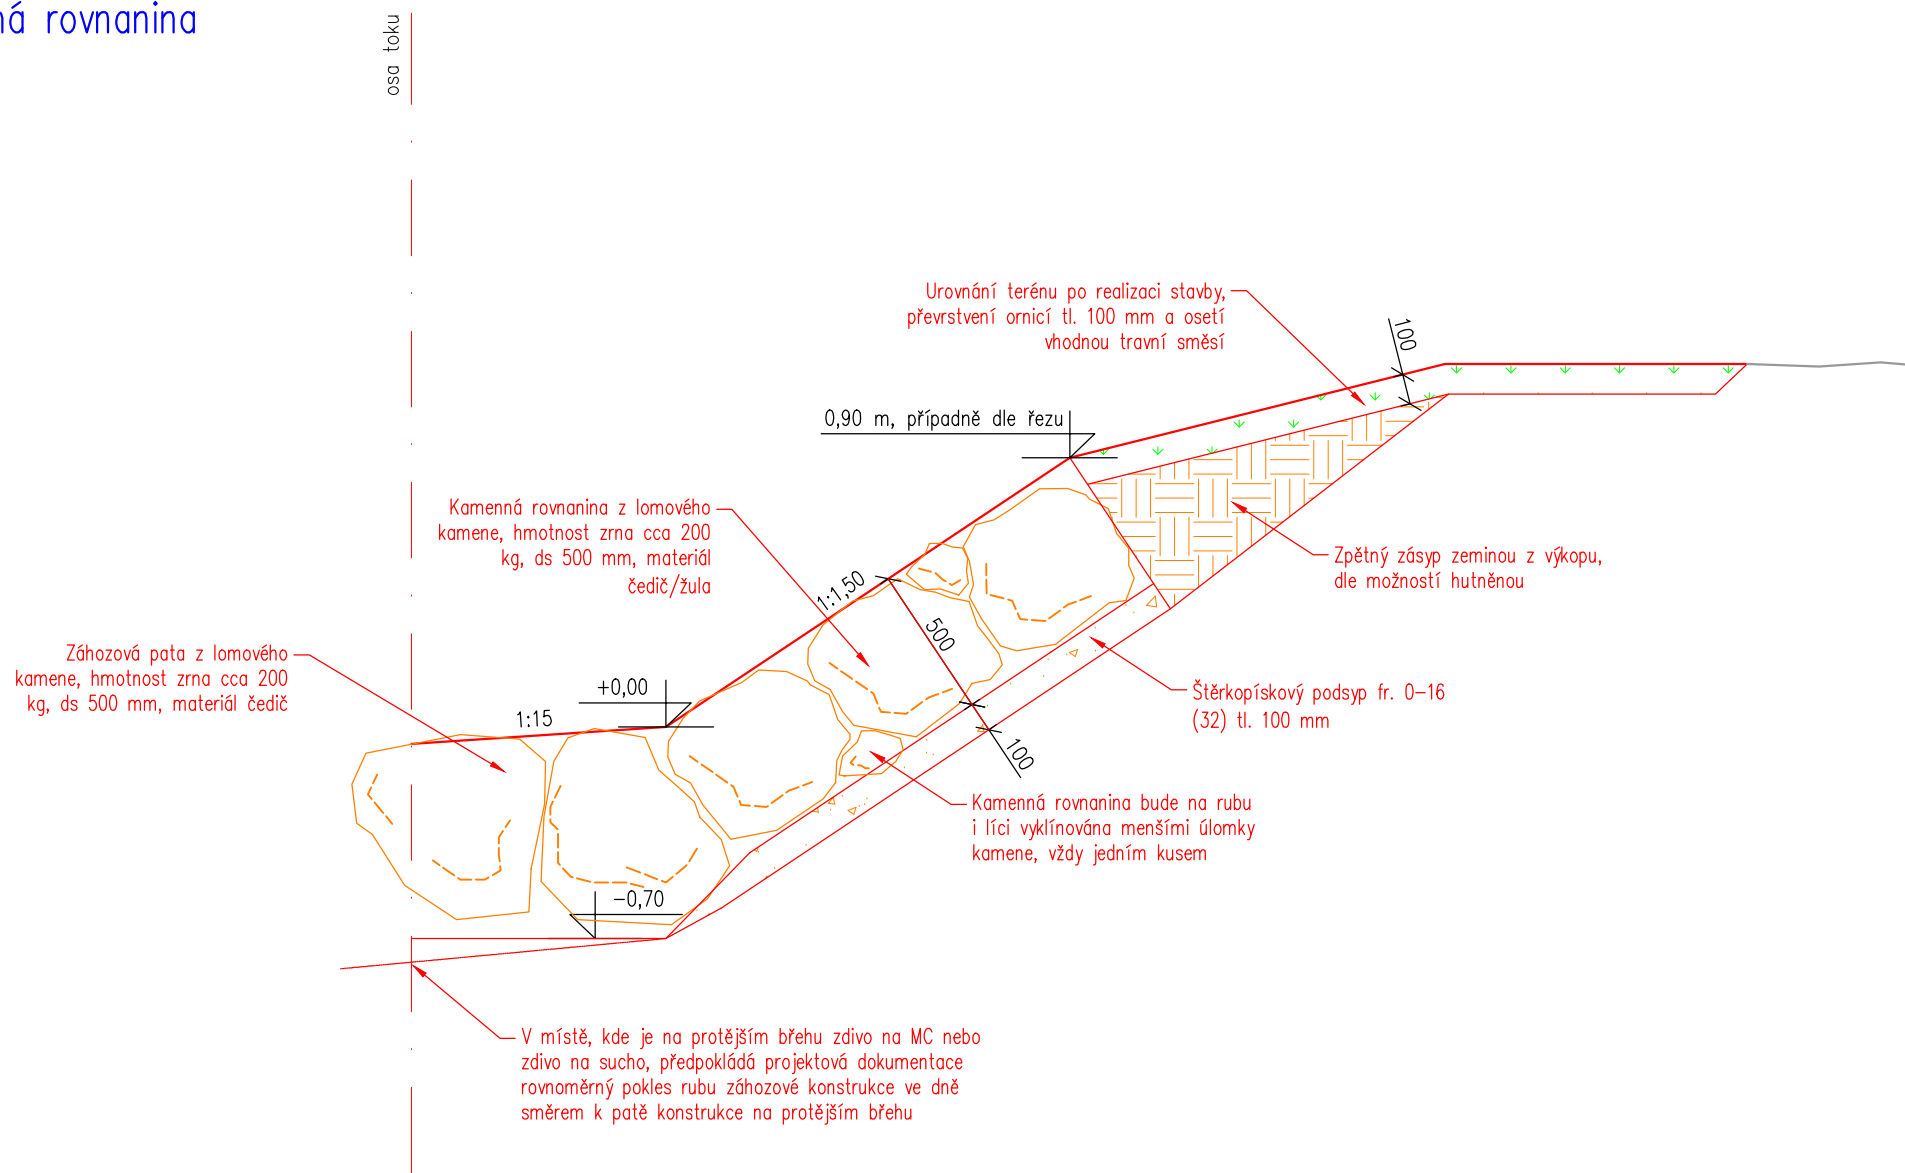 rovnanina
osa toku
Urovnání terénu po realizaci stavby,
převrstvení ornicí tl. 100 mm a osetí
vhodnou travní směsí
100
0,90 m, případně dle řezu
Kamenná rovnanina z lomového
kamene, hmotnost zrna cca 200
kg, ds 500 mm, materiál
čedič/žula
Zpětný zásyp zeminou z výkopu,
dle možností hutněnou
1:1,50
500
Záhozová pata z lomového
kamene, hmotnost zrna cca 200
kg, ds 500 mm, materiál čedič
+0,00
1:15
Štěrkopískový podsyp fr. 0-16
(32) tl. 100 mm
100
Kamenná rovnanina bude na rubu
i líci vyklínována menšími úlomky
kamene, vždy jedním kusem
-0,70
V místě, kde je na protějším břehu zdivo na MC nebo
zdivo na sucho, předpokládá projektová dokumentace
rovnoměrný pokles rubu záhozové konstrukce ve dně
směrem k patě konstrukce na protějším břehu